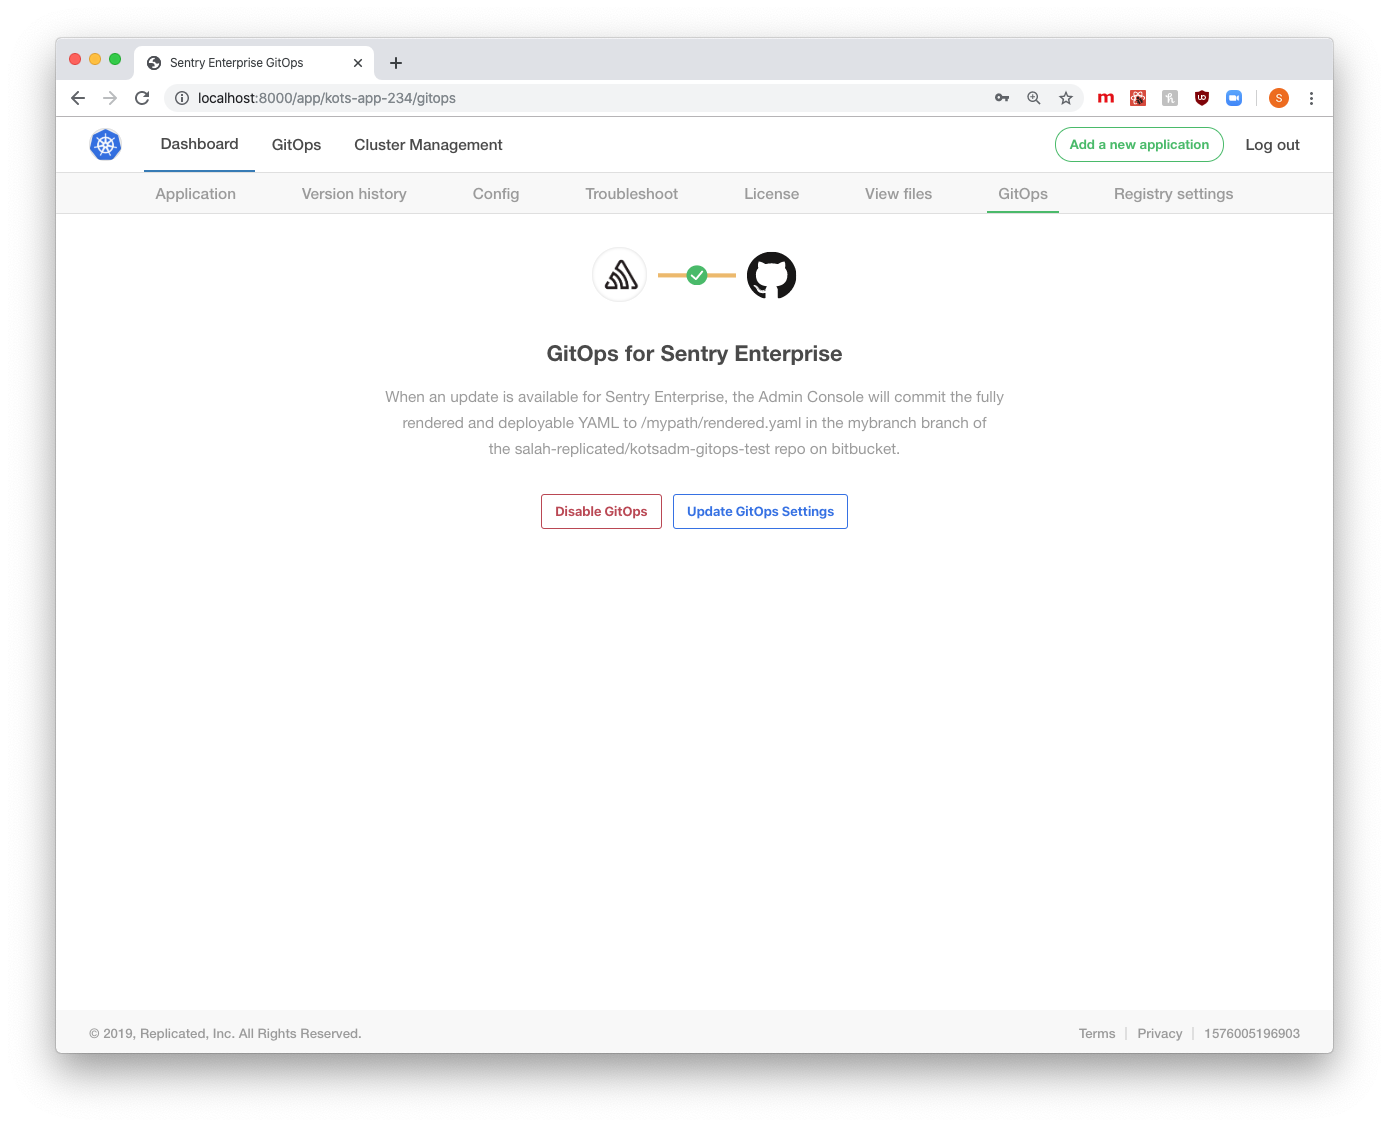 Sentry Enterprise GitOps
localhost:8000/app/kots-app-234/gitops
m
S
Dashboard
GitOps
Cluster Management
Add a new application
Log out
Application
Version history
Config
Troubleshoot
License
View files
GitOps
Registry settings
GitOps for Sentry Enterprise
When an update is available for Sentry Enterprise, the Admin Console will commit the fully
rendered and deployable YAML to /mypath/rendered.yaml in the mybranch branch of
the salah-replicated/kotsadm-gitops-test repo on bitbucket.
Disable GitOps
Update GitOps Settings
© 2019, Replicated, Inc. All Rights Reserved.
Terms
Privacy
1576005196903